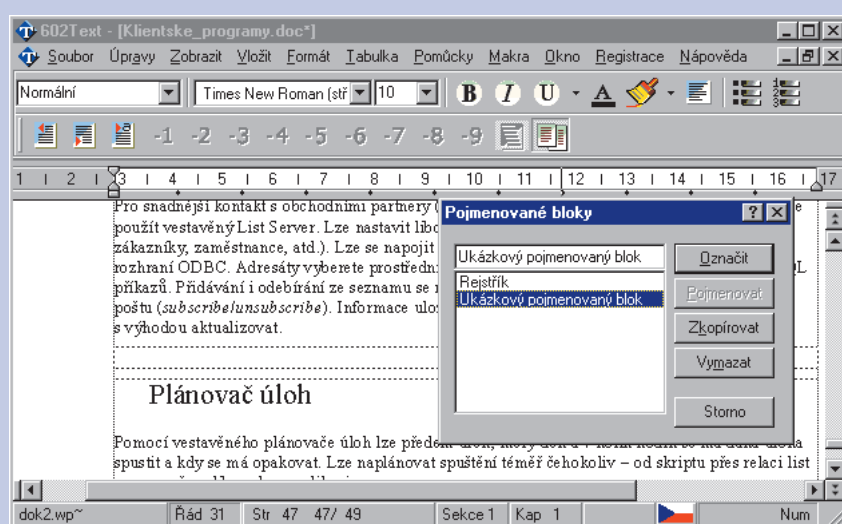 602Text - [Klientske_programy.doc*]
Soubor Úpravy Zobrazit Vložit Formát Tabulka Pomůcky Makra Okno Registrace Nápověda
Normální Times New Roman (stř 10 B I U A
-1 -2 -3 -4 -5 -6 -7 -8 -9
1 2 3 4 5 6 7 8 9 10 11 12 13 14 15 16 17
Pro snadnější kontakt s obchodními partnery (
použít vestavěný List Server. Lze nastavit libo
zákazníky, zaměstnance, atd.). Lze se napojit
rozhraní ODBC. Adresáty vyberete prostředni
příkazů. Přidávání i odebírání ze seznamu se
poštu (subscribe/unsubscribe). Informace ulo
s výhodou aktualizovat.
Plánovač úloh
Pomocí vestavěného plánovače úloh lze
spustit a kdy se má opakovat. Lze naplánovat spuštění téměř čehokoliv – od skriptu přes relaci list
Pojmenované bloky
Ukázkový pojmenovaný blok
Rejstřík
Ukázkový pojmenovaný blok
Označit
Pojmenovat
Zkopírovat
Vymazat
Storno
dok2.wp~ Řád 31 Str 47 47/ 49 Sekce 1 Kap 1 Num